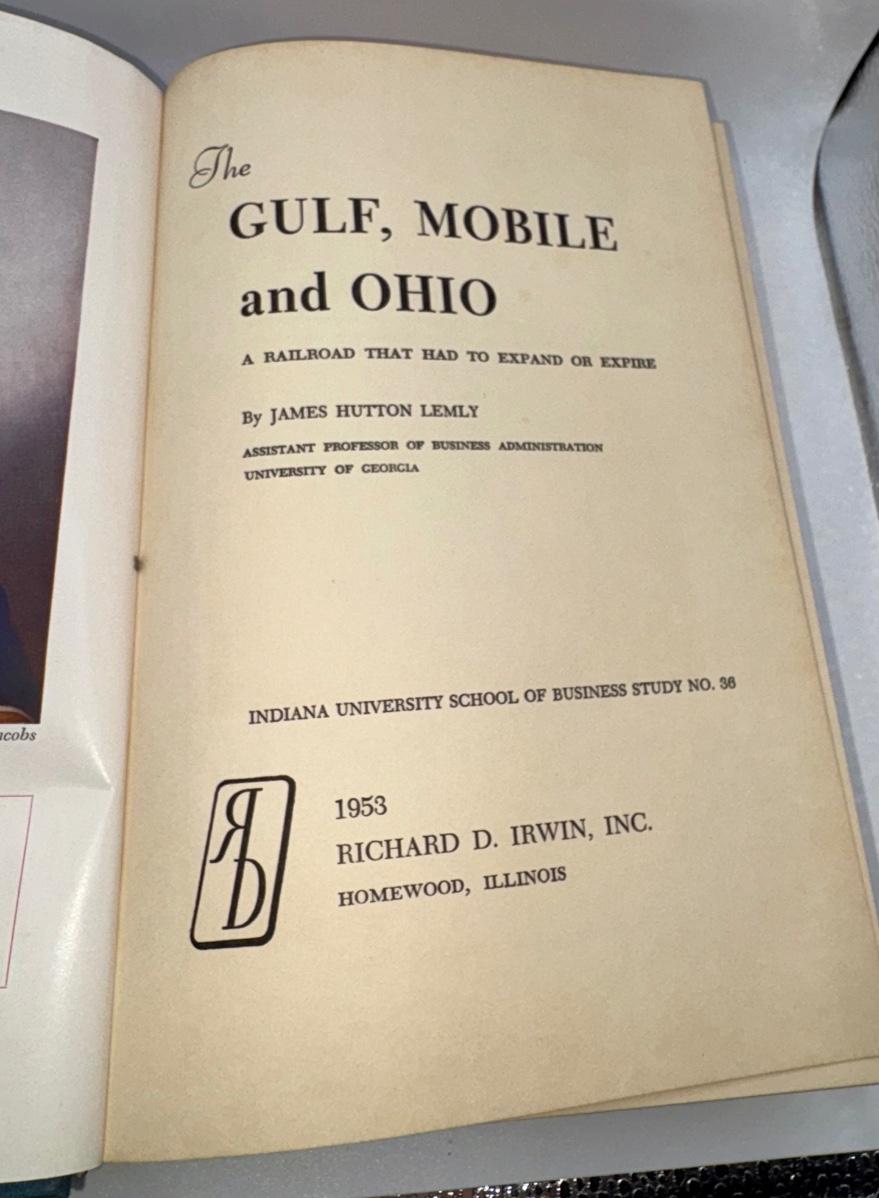 The
GULF, MOBILE
and OHIO
A RAILROAD THAT HAD TO EXPAND OR EXPIRE
By JAMES HUTTON LEMLY
ASSISTANT PROFESSOR OF BUSINESS ADMINISTRATION
UNIVERSITY OF GEORGIA
INDIANA UNIVERSITY SCHOOL OF BUSINESS STUDY NO. 36
1953
RICHARD D. IRWIN, INC.
HOMEWOOD, ILLINOIS